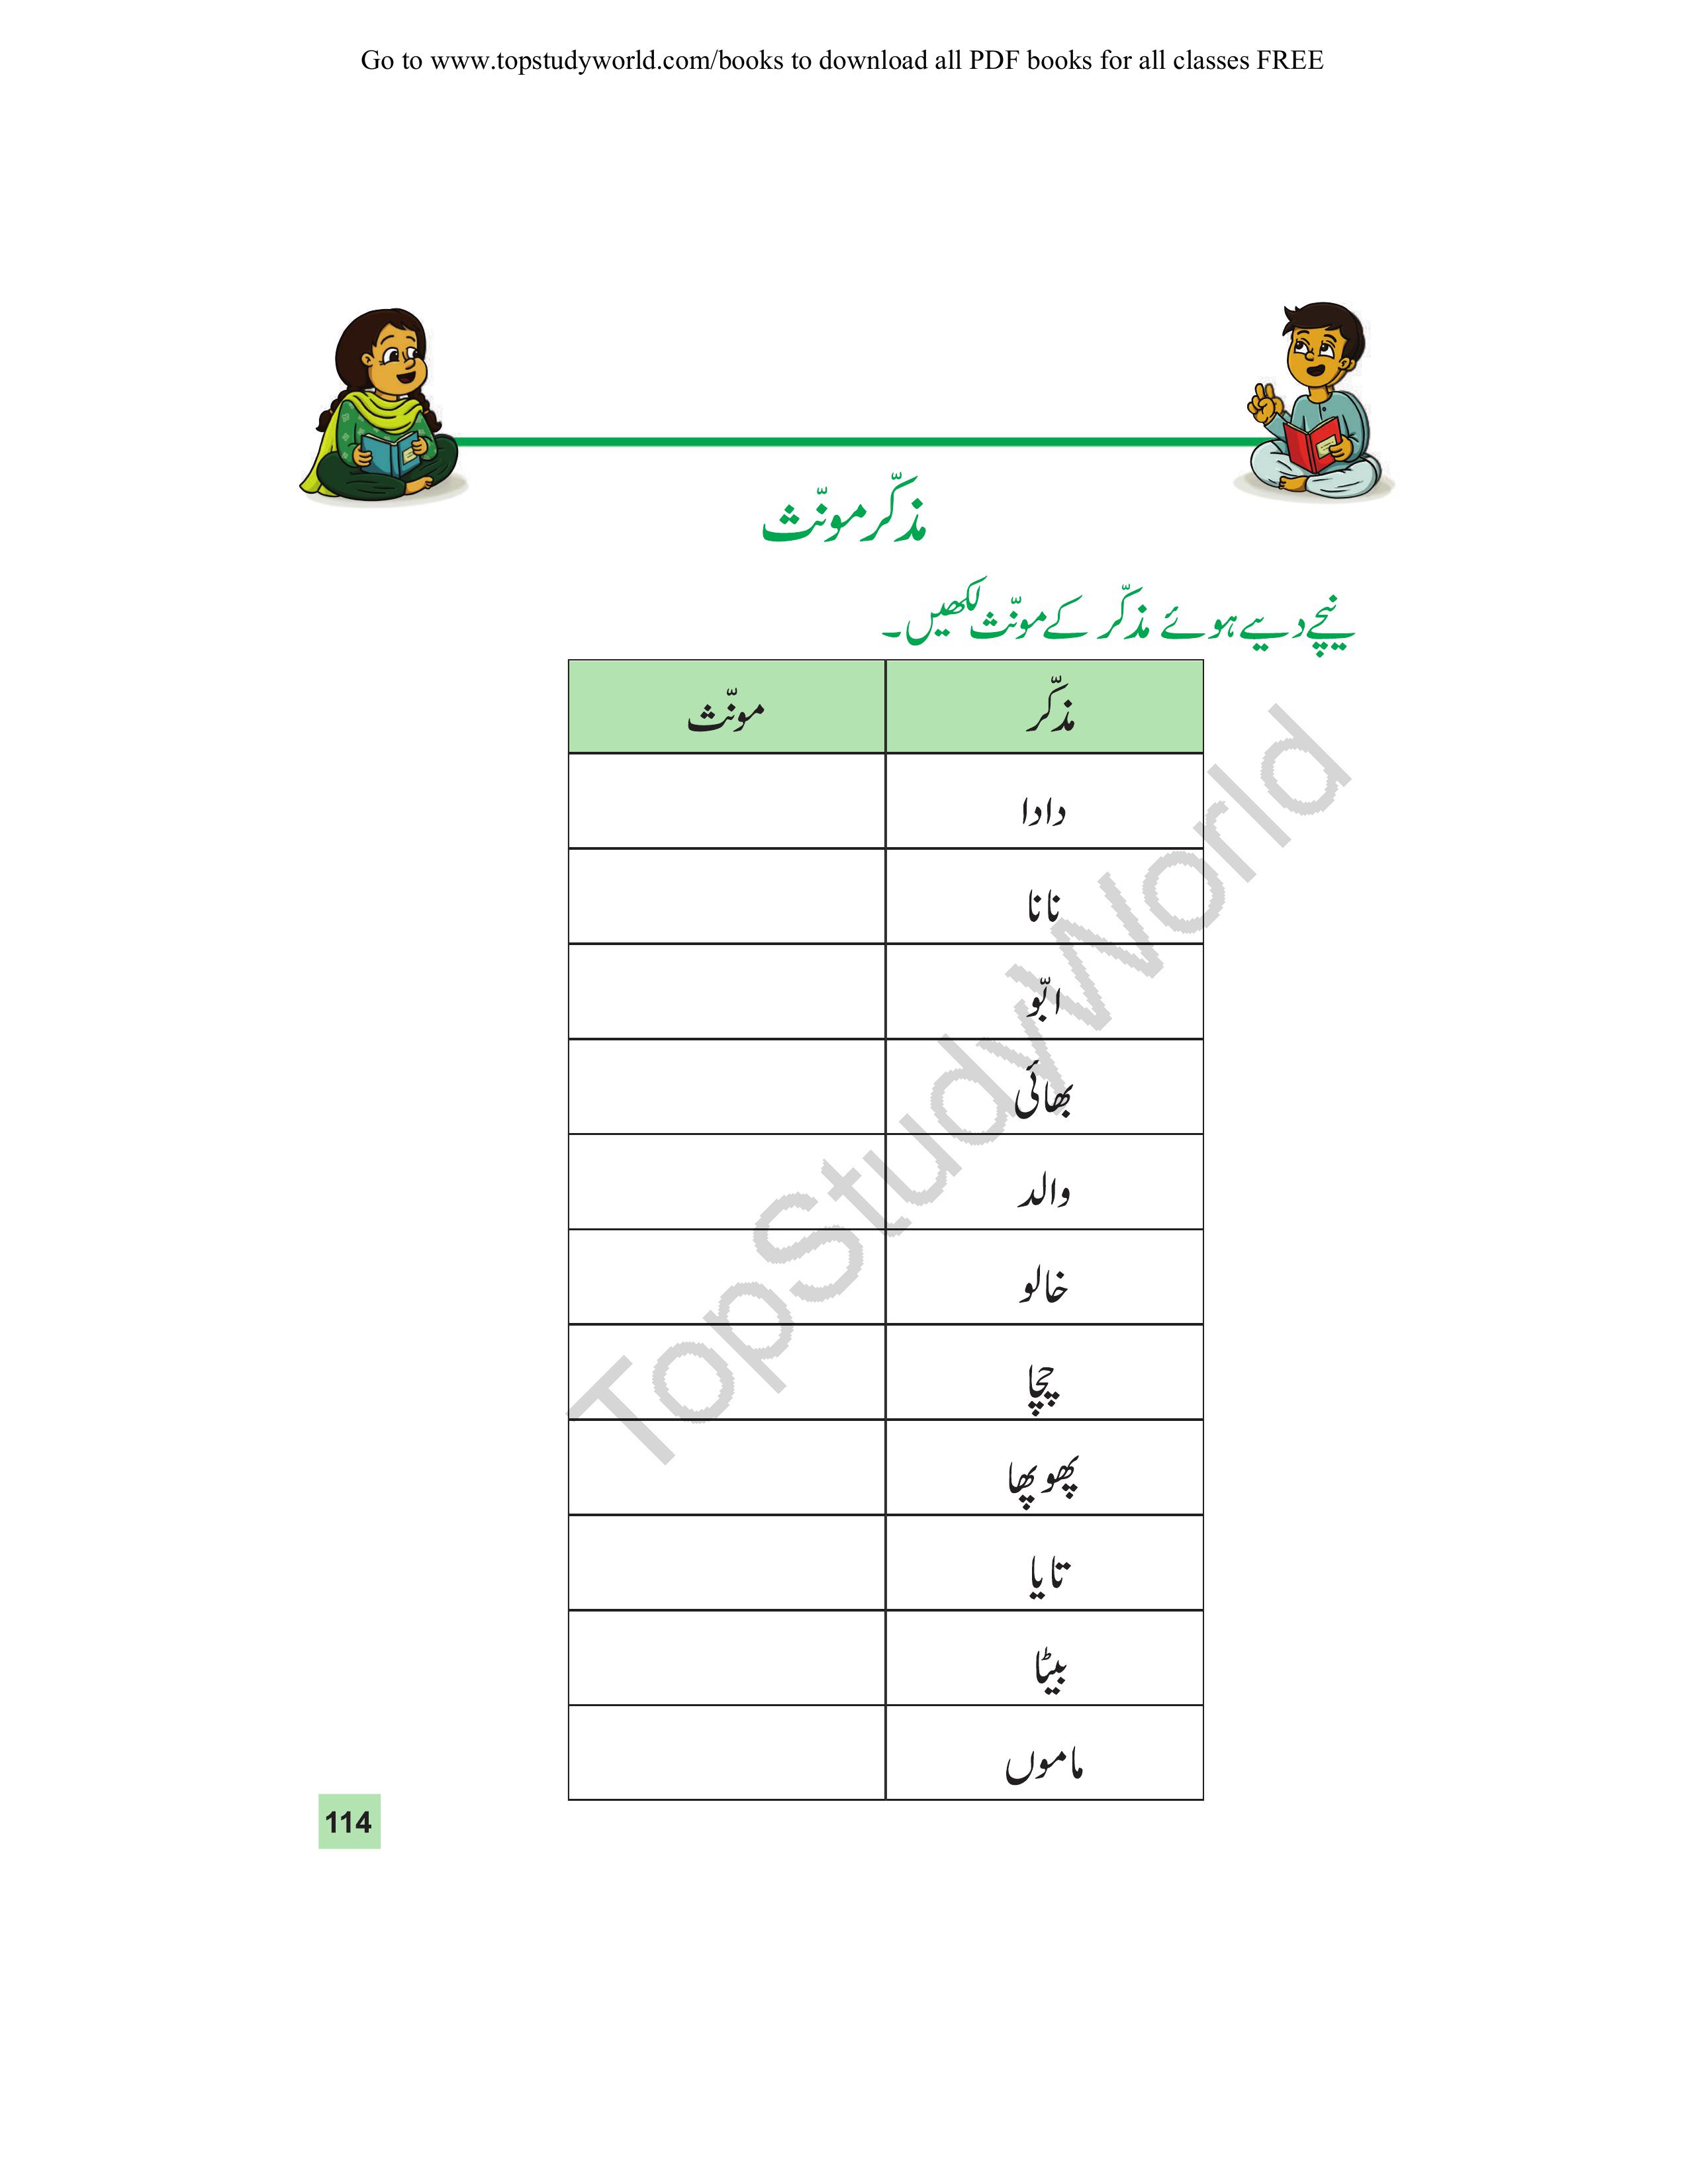 Go to www.topstudyworld.com/books to download all PDF books for all classes FREE
مذکّر مونّث
نیچے دیے ہوئے مذکّر کے مونّث لکھیں۔
مذکّر مونّث
دادا
نانا
ابّو
بھائی
والد
خالو
چچا
پھوپھا
تایا
بیٹا
ماموں
114
TopStudyWorld